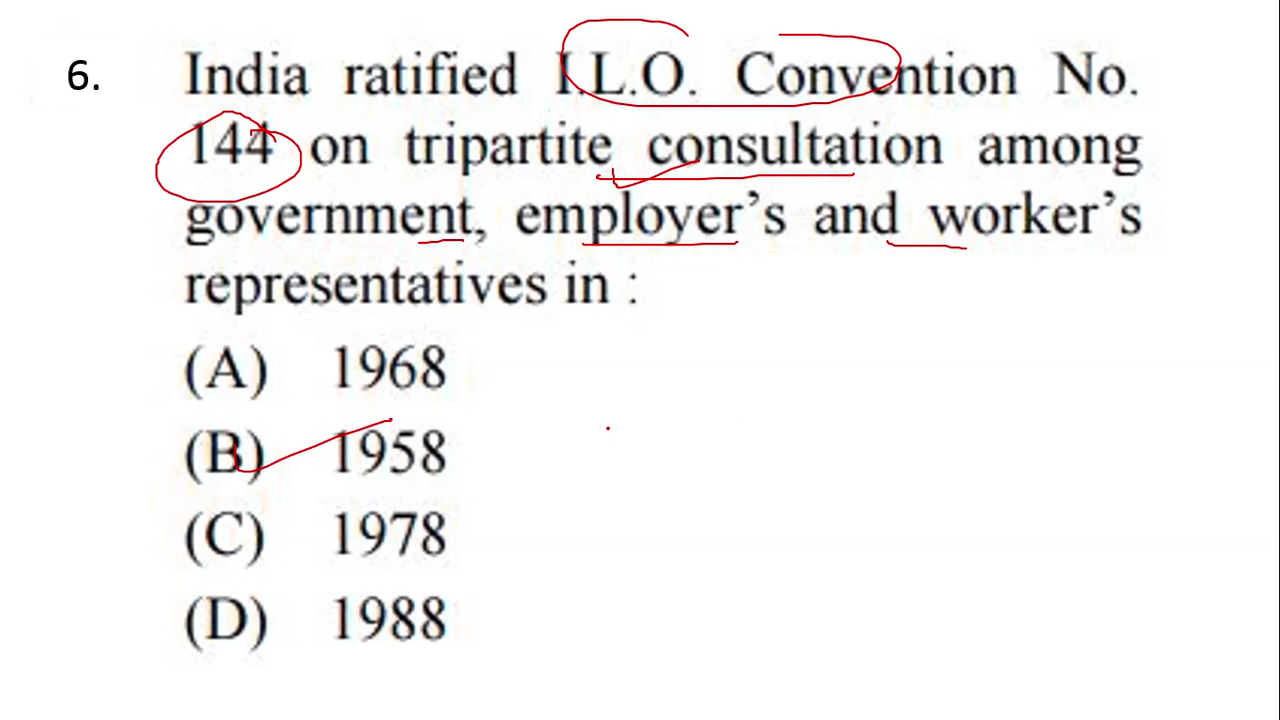 6. India ratified I.L.O. Convention No.
144 on tripartite consultation among
government, employer’s and worker’s
representatives in :
(A) 1968
(B) 1958
(C) 1978
(D) 1988